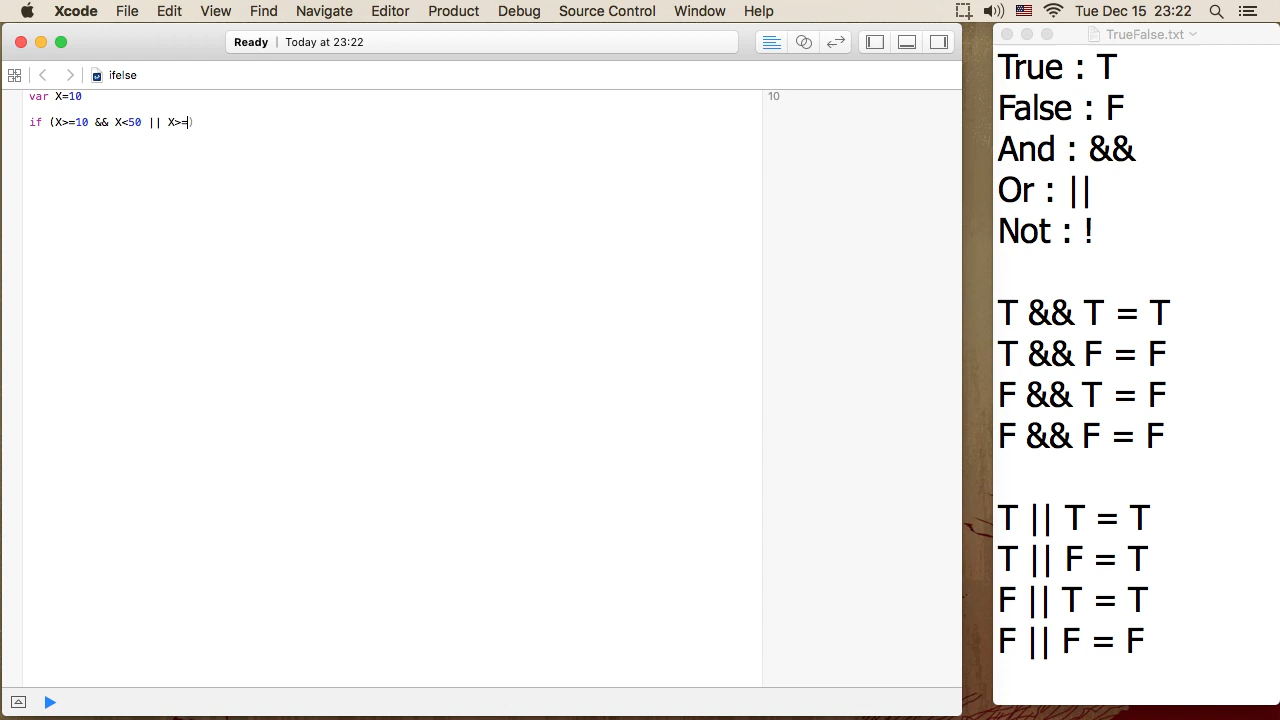 Xcode File Edit View Find Navigate Editor Product Debug Source Control Window Help Tue Dec 15 23:22
Ready Today at 23:22
ifelse
var X=10
10
if (X>=10 && X<50 || X>=)
TrueFalse.txt
True : T
False : F
And : &&
Or : ||
Not : !
T && T = T
T && F = F
F && T = F
F && F = F
T || T = T
T || F = T
F || T = T
F || F = F